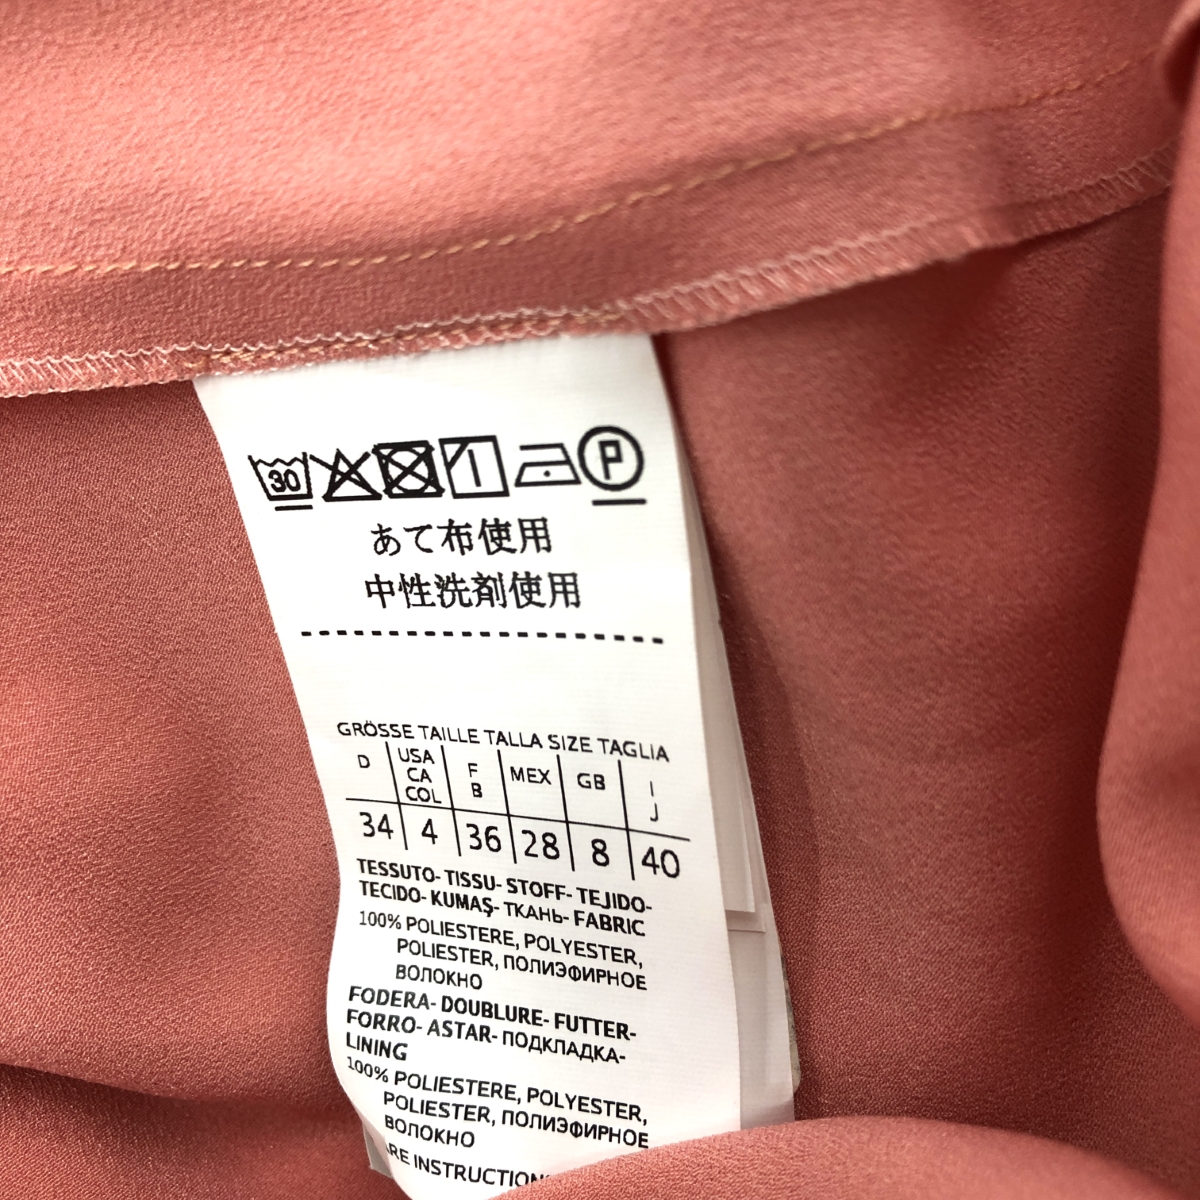 30 P
あて布使用
中性洗剤使用
GRÖSSE TAILLE TALLA SIZE TAGLIA
D USA CA COL F B MEX GB I J
34 4 36 28 8 40
TESSUTO- TISSU- STOFF- TEJIDO-
TECIDO- KUMAŞ- ТКАНЬ- FABRIC
100% POLIESTERE, POLYESTER,
POLIESTER, ПОЛИЭФИРНОЕ
ВОЛОКНО
FODERA- DOUBLURE- FUTTER-
FORRO- ASTAR- ПОДКЛАДКА-
LINING
100% POLIESTERE, POLYESTER,
POLIESTER, ПОЛИЭФИРНОЕ
ВОЛОКНО